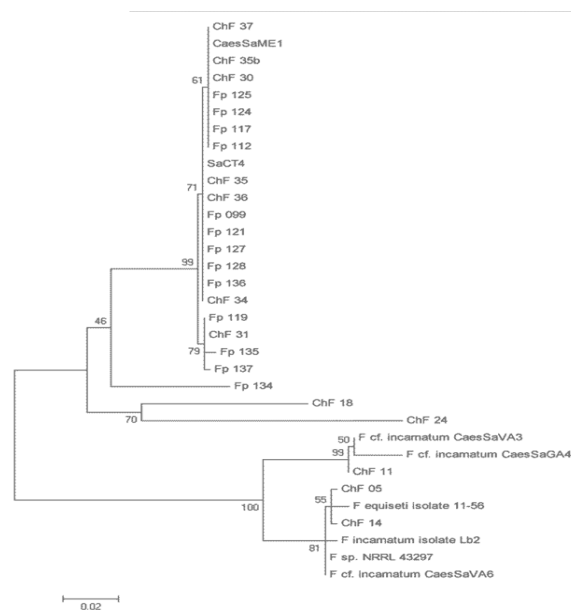 ChF 37
CaesSaME1
ChF 35b
ChF 30
61
Fp 125
Fp 124
Fp 117
Fp 112
SaCT4
ChF 35
71
ChF 36
Fp 099
Fp 121
Fp 127
99
Fp 128
Fp 136
ChF 34
Fp 119
46
ChF 31
79
Fp 135
Fp 137
Fp 134
ChF 18
70
ChF 24
50
F cf. incarnatum CaesSaVA3
99
F cf. incarnatum CaesSaGA4
ChF 11
ChF 05
55
100
F equiseti isolate 11-56
ChF 14
F incarnatum isolate Lb2
81
F sp. NRRL 43297
F cf. incarnatum CaesSaVA6
0.02